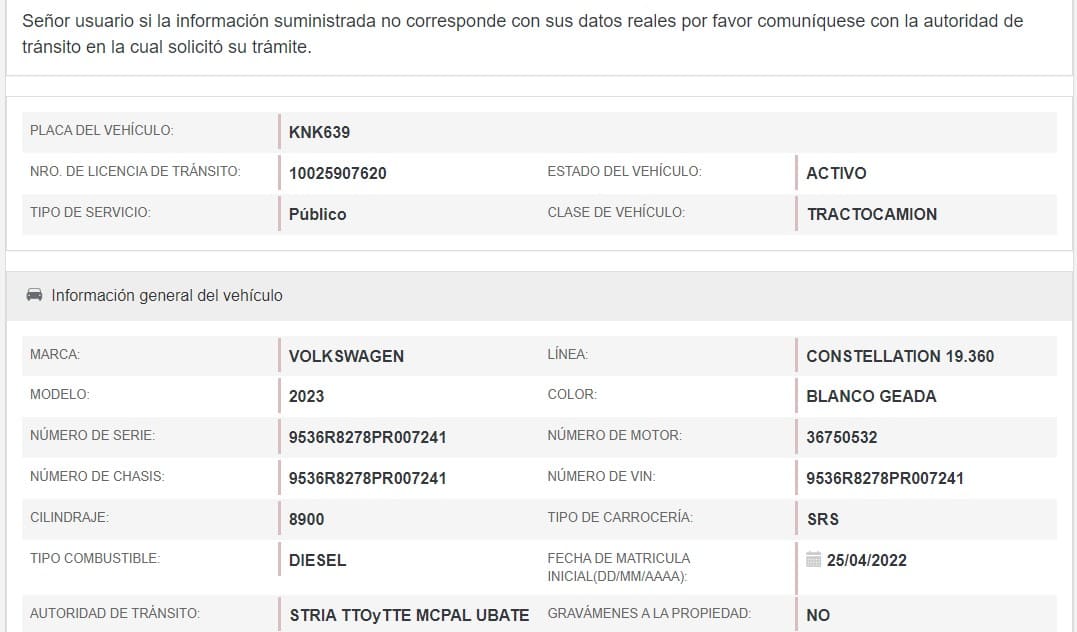 Señor usuario si la información suministrada no corresponde con sus datos reales por favor comuníquese con la autoridad de
tránsito en la cual solicitó su trámite.
PLACA DEL VEHÍCULO: KNK639
NRO. DE LICENCIA DE TRÁNSITO: 10025907620 ESTADO DEL VEHÍCULO: ACTIVO
TIPO DE SERVICIO: Público CLASE DE VEHÍCULO: TRACTOCAMION
Información general del vehículo
MARCA: VOLKSWAGEN LÍNEA: CONSTELLATION 19.360
MODELO: 2023 COLOR: BLANCO GEADA
NÚMERO DE SERIE: 9536R8278PR007241 NÚMERO DE MOTOR: 36750532
NÚMERO DE CHASIS: 9536R8278PR007241 NÚMERO DE VIN: 9536R8278PR007241
CILINDRAJE: 8900 TIPO DE CARROCERÍA: SRS
TIPO COMBUSTIBLE: DIESEL FECHA DE MATRICULA
INICIAL(DD/MM/AAAA): 25/04/2022
AUTORIDAD DE TRÁNSITO: STRIA TTOyTTE MCPAL UBATE GRAVÁMENES A LA PROPIEDAD: NO